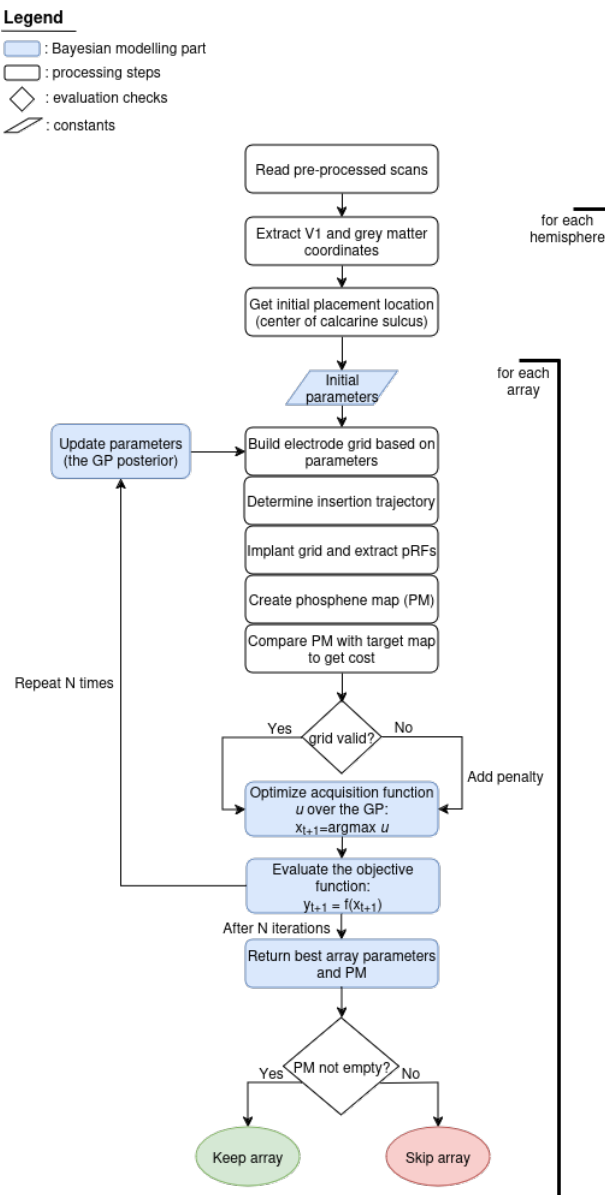 Legend
: Bayesian modelling part
: processing steps
: evaluation checks
: constants
Read pre-processed scans
for each
hemisphere
Extract V1 and grey matter
coordinates
Get initial placement location
(center of calcarine sulcus)
for each
array
Initial
parameters
Update parameters
(the GP posterior)
Build electrode grid based on
parameters
Determine insertion trajectory
Implant grid and extract pRFs
Create phosphene map (PM)
Compare PM with target map
to get cost
Repeat N times
Yes
grid valid?
No
Add penalty
Optimize acquisition function
u over the GP:
xt+1=argmax u
Evaluate the objective
function:
yt+1 = f(xt+1)
After N iterations
Return best array parameters
and PM
Yes
PM not empty?
No
Keep array
Skip array